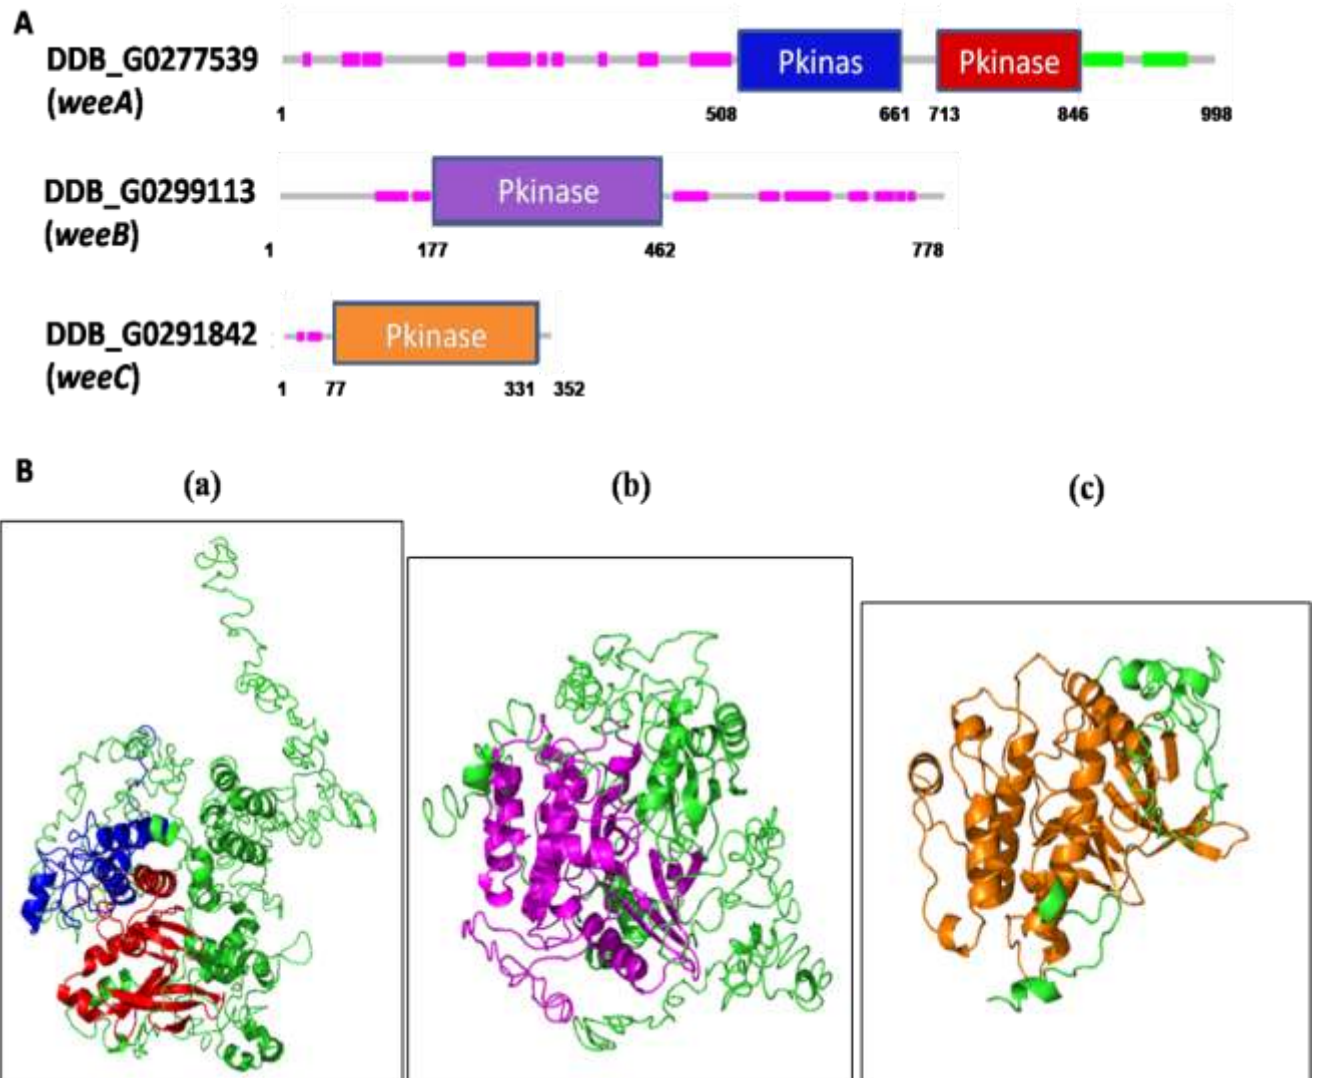 A
DDB_G0277539
(weeA)
Pkinas
Pkinase
1
508
661
713
846
998
DDB_G0299113
(weeB)
Pkinase
1
177
462
778
DDB_G0291842
(weeC)
Pkinase
1
77
331
352
B
(a)
(b)
(c)